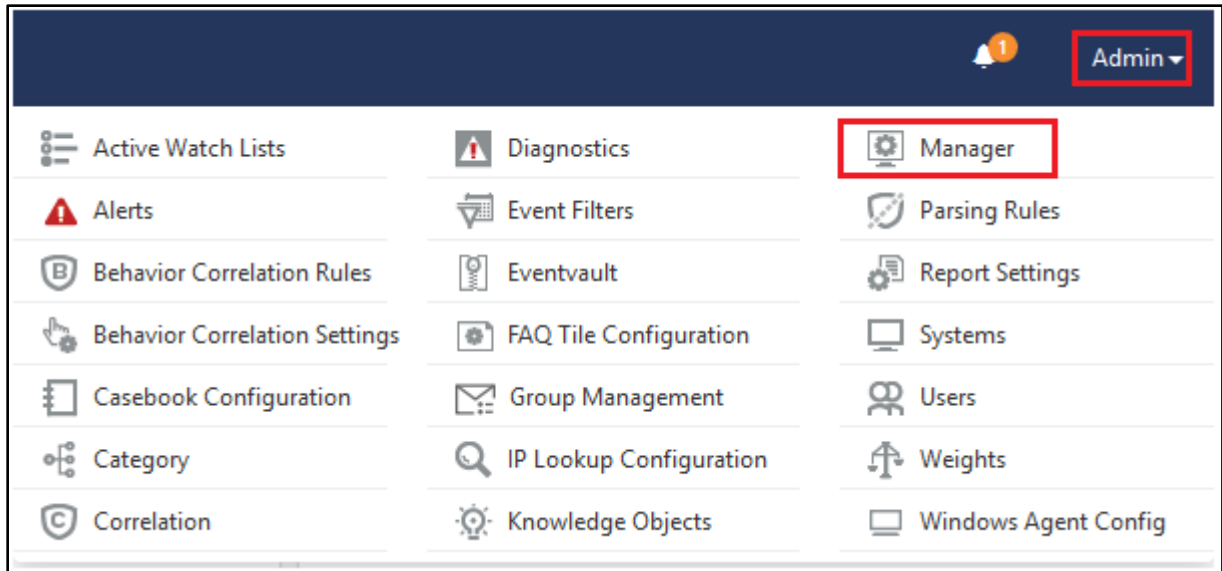 1
Admin
Active Watch Lists
Diagnostics
Manager
Alerts
Event Filters
Parsing Rules
B
Behavior Correlation Rules
Eventvault
Report Settings
Behavior Correlation Settings
FAQ Tile Configuration
Systems
Casebook Configuration
Group Management
Users
Category
IP Lookup Configuration
Weights
C
Correlation
Knowledge Objects
Windows Agent Config